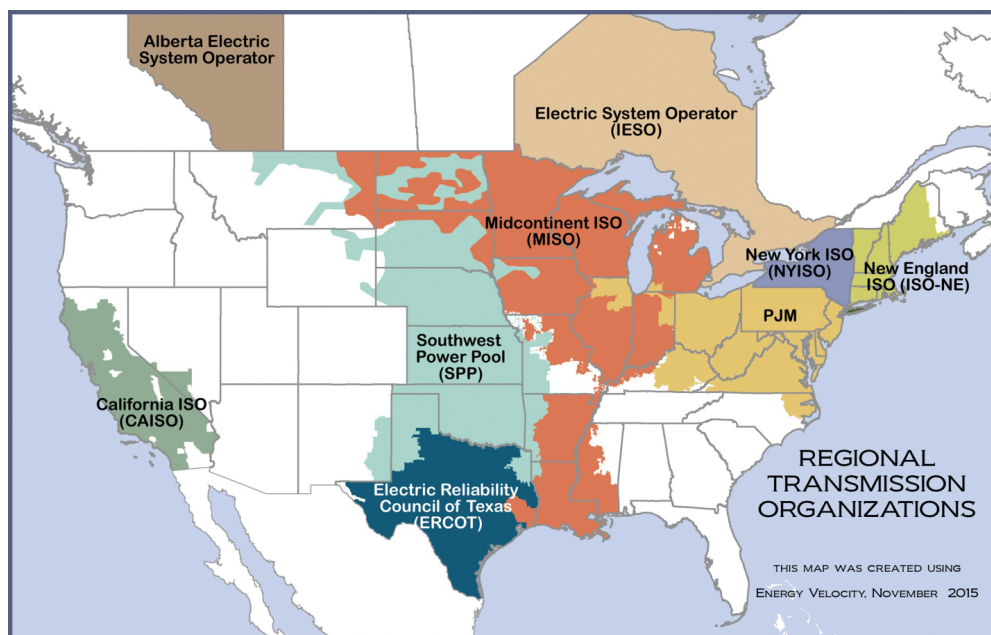 Alberta Electric
System Operator
Electric System Operator
(IESO)
Midcontinent ISO
(MISO)
New York ISO
(NYISO)
New England
ISO (ISO-NE)
PJM
Southwest
Power Pool
(SPP)
California ISO
(CAISO)
Electric Reliability
Council of Texas
(ERCOT)
REGIONAL
TRANSMISSION
ORGANIZATIONS
THIS MAP WAS CREATED USING
ENERGY VELOCITY, NOVEMBER 2015